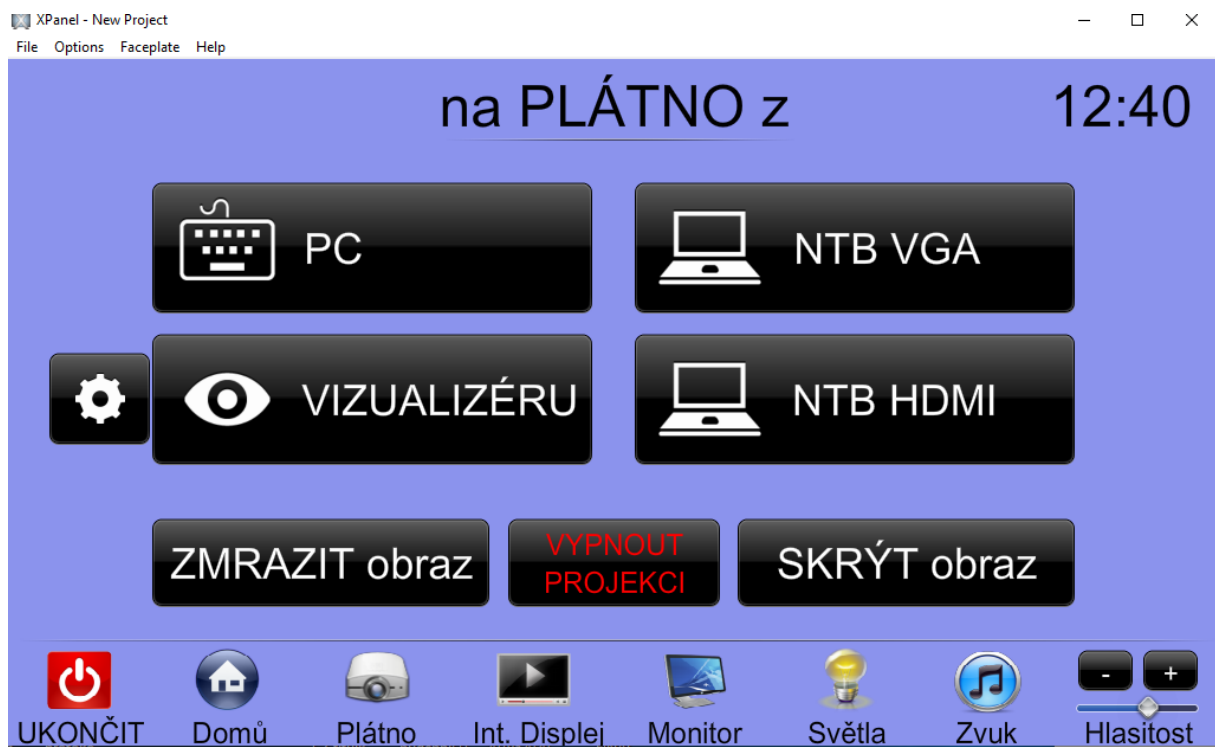 XPanel - New Project
File Options Faceplate Help
na PLÁTNO z
12:40
PC
NTB VGA
VIZUALIZÉRU
NTB HDMI
ZMRAZIT obraz
VYPNOUT
PROJEKCI
SKRÝT obraz
- +
UKONČIT Domů Plátno Int. Displej Monitor Světla Zvuk Hlasitost